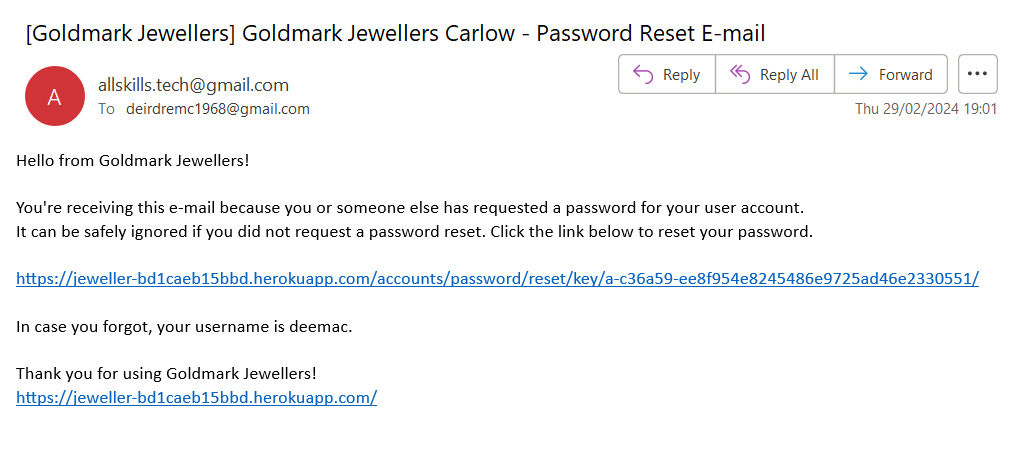 [Goldmark Jewellers] Goldmark Jewellers Carlow - Password Reset E-mail
A
allskills.tech@gmail.com
To deirdremc1968@gmail.com
Reply
Reply All
Forward
Thu 29/02/2024 19:01
Hello from Goldmark Jewellers!
You're receiving this e-mail because you or someone else has requested a password for your user account.
It can be safely ignored if you did not request a password reset. Click the link below to reset your password.
https://jeweller-bd1caeb15bbd.herokuapp.com/accounts/password/reset/key/a-c36a59-ee8f954e8245486e9725ad46e2330551/
In case you forgot, your username is deemac.
Thank you for using Goldmark Jewellers!
https://jeweller-bd1caeb15bbd.herokuapp.com/